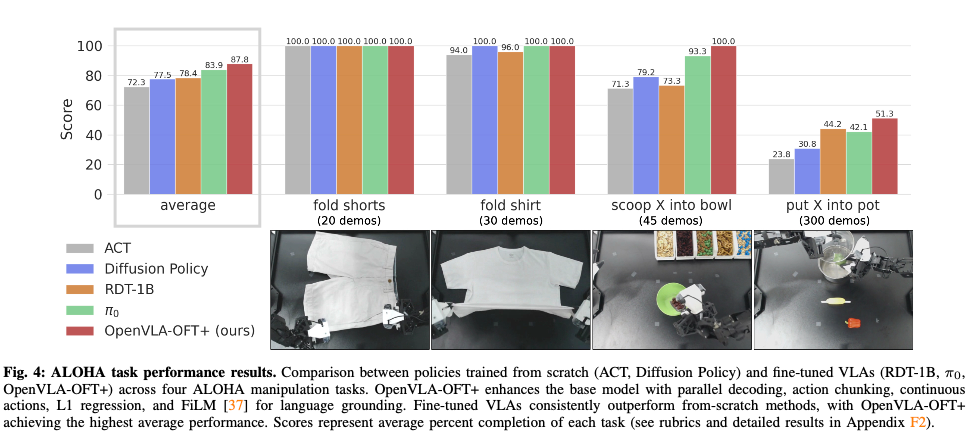 100
80
60
40
20
0
Score
72.3 77.5 78.4 83.9 87.8
100.0 100.0 100.0 100.0 100.0
94.0 100.0 96.0 100.0 100.0
71.3 79.2 73.3 93.3 100.0
23.8 30.8 44.2 42.1 51.3
average
fold shorts
(20 demos)
fold shirt
(30 demos)
scoop X into bowl
(45 demos)
put X into pot
(300 demos)
ACT
Diffusion Policy
RDT-1B
π₀
OpenVLA-OFT+ (ours)
Fig. 4: ALOHA task performance results. Comparison between policies trained from scratch (ACT, Diffusion Policy) and fine-tuned VLAs (RDT-1B, π₀,
OpenVLA-OFT+) across four ALOHA manipulation tasks. OpenVLA-OFT+ enhances the base model with parallel decoding, action chunking, continuous
actions, L1 regression, and FiLM [37] for language grounding. Fine-tuned VLAs consistently outperform from-scratch methods, with OpenVLA-OFT+
achieving the highest average performance. Scores represent average percent completion of each task (see rubrics and detailed results in Appendix F2).